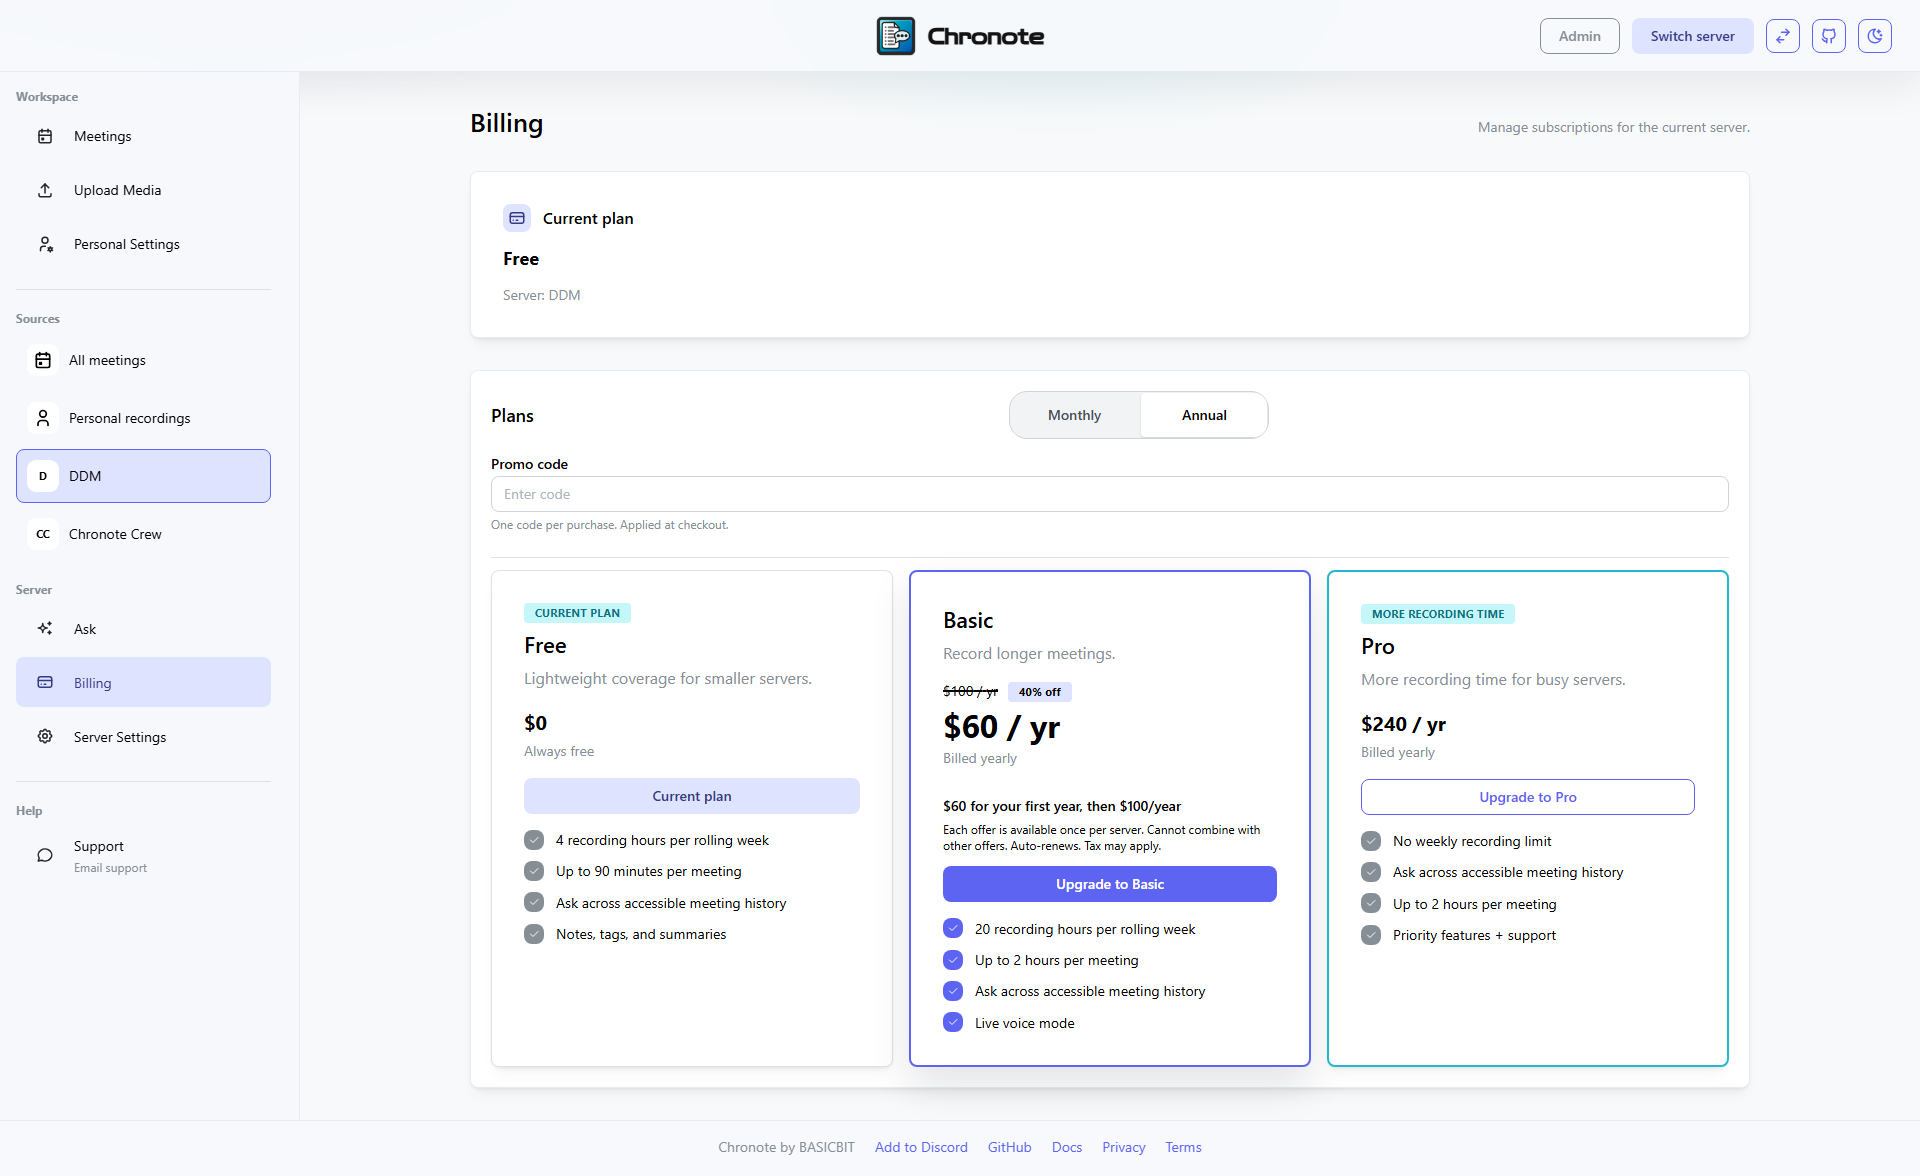 Chronote
Admin
Switch server
Workspace
Meetings
Upload Media
Personal Settings
Sources
All meetings
Personal recordings
D
DDM
CC
Chronote Crew
Server
Ask
Billing
Server Settings
Help
Support
Email support
Billing
Manage subscriptions for the current server.
Current plan
Free
Server: DDM
Plans
Monthly
Annual
Promo code
Enter code
One code per purchase. Applied at checkout.
CURRENT PLAN
Free
Lightweight coverage for smaller servers.
$0
Always free
Current plan
4 recording hours per rolling week
Up to 90 minutes per meeting
Ask across accessible meeting history
Notes, tags, and summaries
Basic
Record longer meetings.
$100 / yr
40% off
$60 / yr
Billed yearly
$60 for your first year, then $100/year
Each offer is available once per server. Cannot combine with
other offers. Auto-renews. Tax may apply.
Upgrade to Basic
20 recording hours per rolling week
Up to 2 hours per meeting
Ask across accessible meeting history
Live voice mode
MORE RECORDING TIME
Pro
More recording time for busy servers.
$240 / yr
Billed yearly
Upgrade to Pro
No weekly recording limit
Ask across accessible meeting history
Up to 2 hours per meeting
Priority features + support
Chronote by BASICBIT
Add to Discord
GitHub
Docs
Privacy
Terms